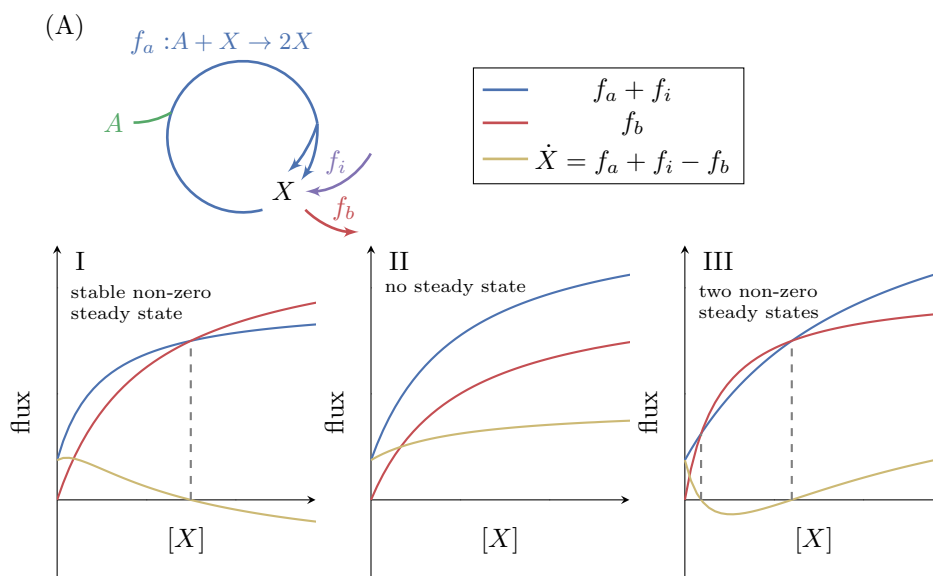 (A)
f_a : A + X → 2X
A
X
f_i
f_b
f_a + f_i
f_b
Ẋ = f_a + f_i − f_b
I
stable non-zero
steady state
flux
[X]
II
no steady state
flux
[X]
III
two non-zero
steady states
flux
[X]